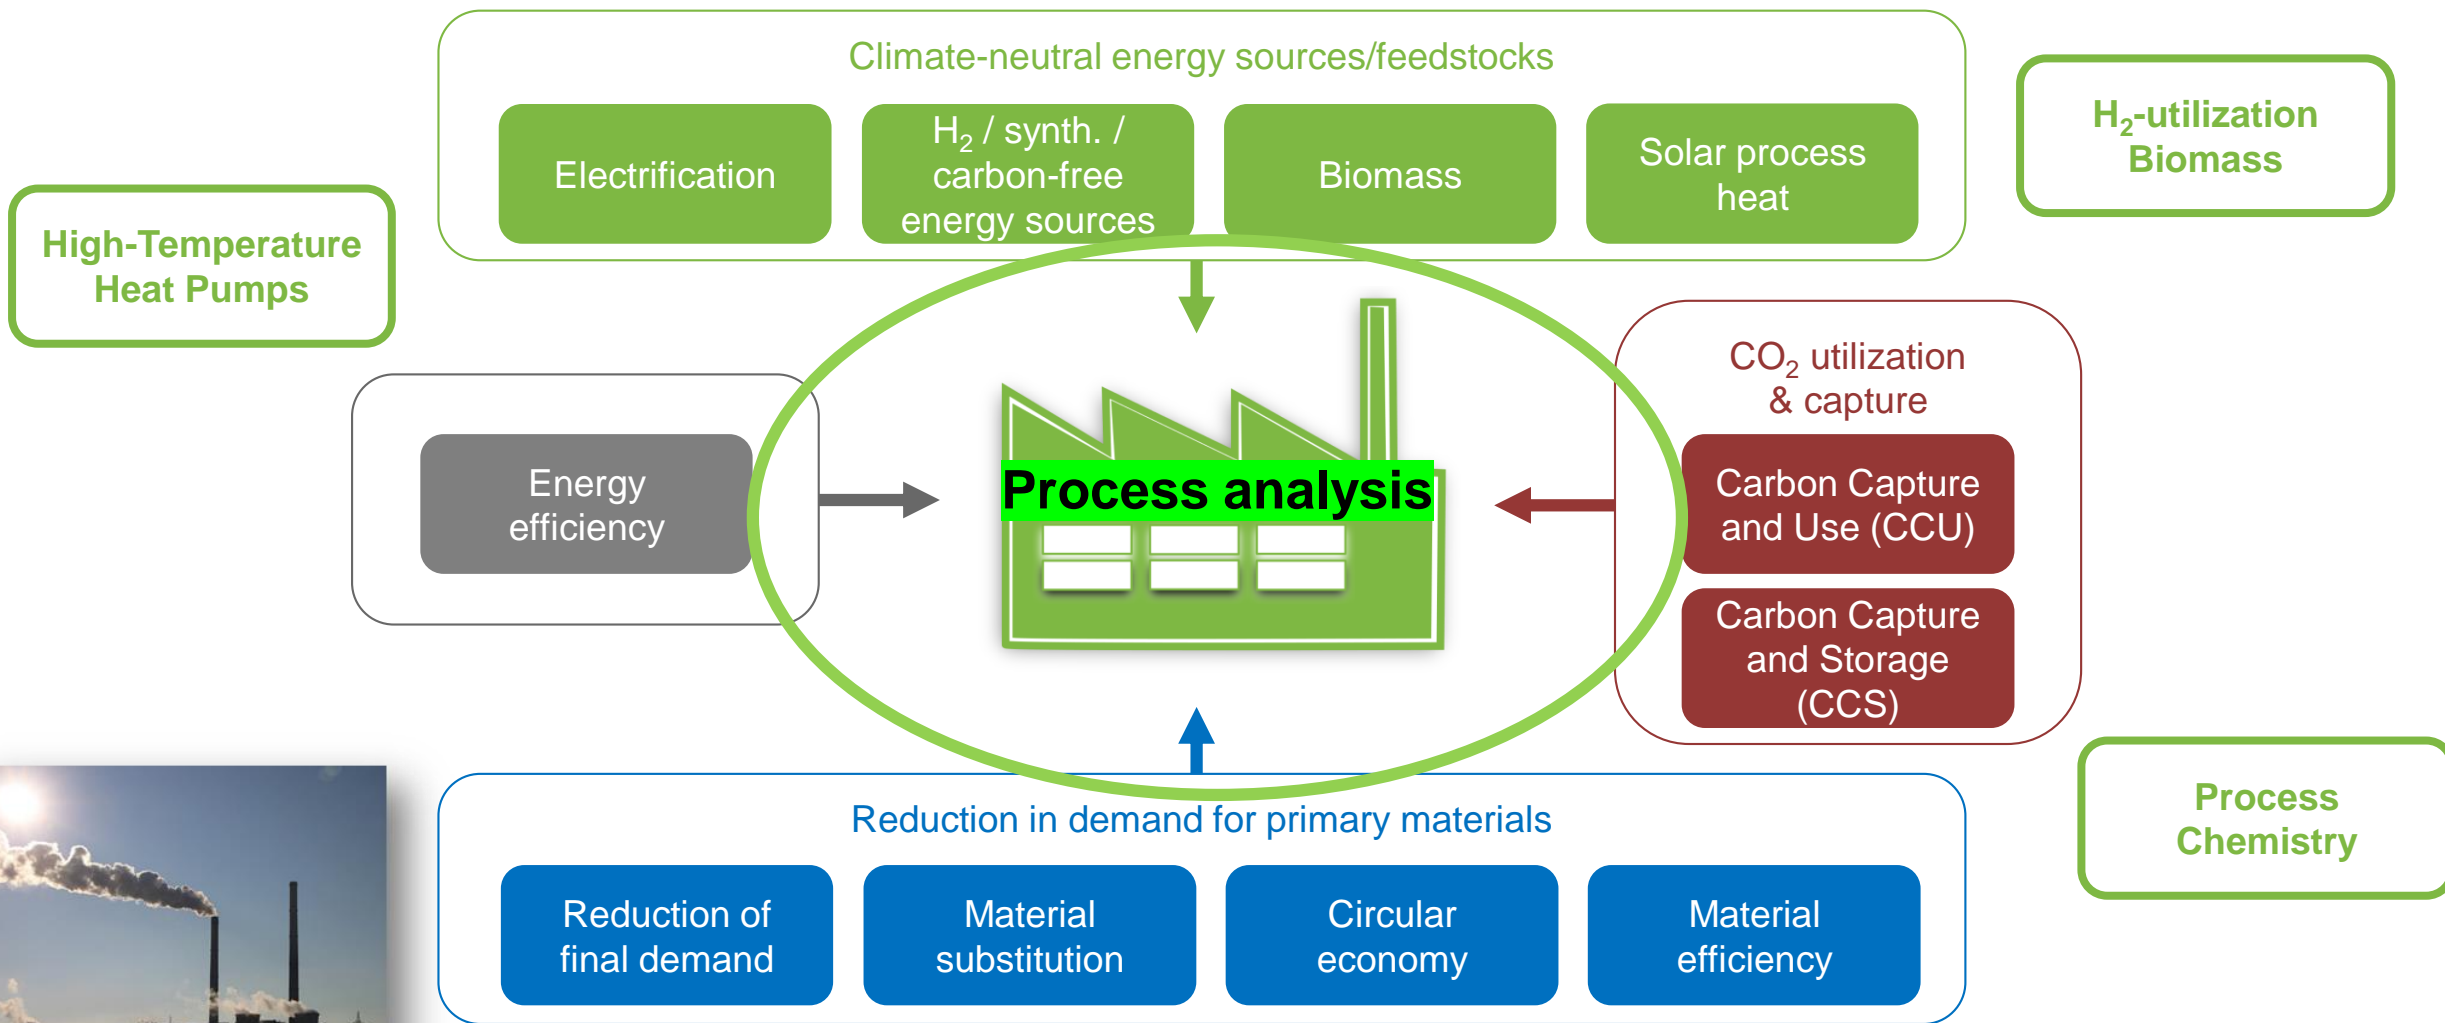 Climate-neutral energy sources/feedstocks
Electrification
H₂ / synth. /
carbon-free
energy sources
Biomass
Solar process
heat
H₂-utilization
Biomass
High-Temperature
Heat Pumps
Energy
efficiency
Process analysis
CO₂ utilization
& capture
Carbon Capture
and Use (CCU)
Carbon Capture
and Storage
(CCS)
Process
Chemistry
Reduction in demand for primary materials
Reduction of
final demand
Material
substitution
Circular
economy
Material
efficiency